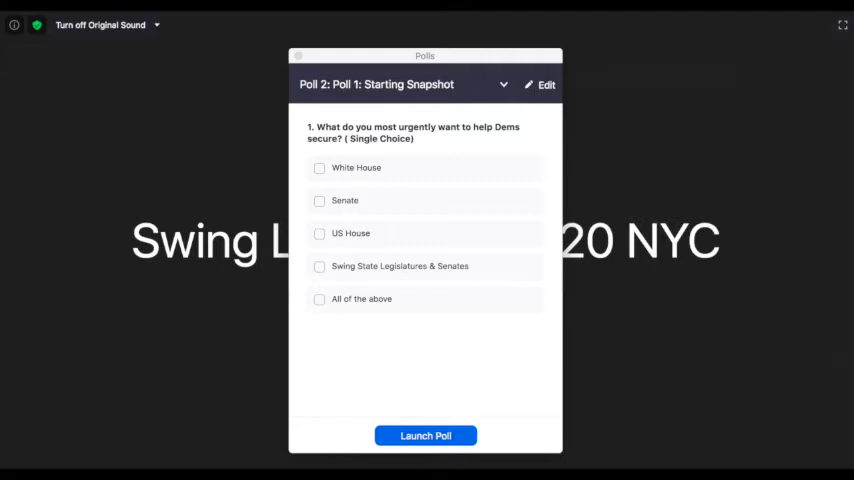 Turn off Original Sound
Polls
Poll 2: Poll 1: Starting Snapshot
Edit
1. What do you most urgently want to help Dems
secure? ( Single Choice)
White House
Senate
US House
Swing State Legislatures & Senates
All of the above
Swing L 20 NYC
Launch Poll